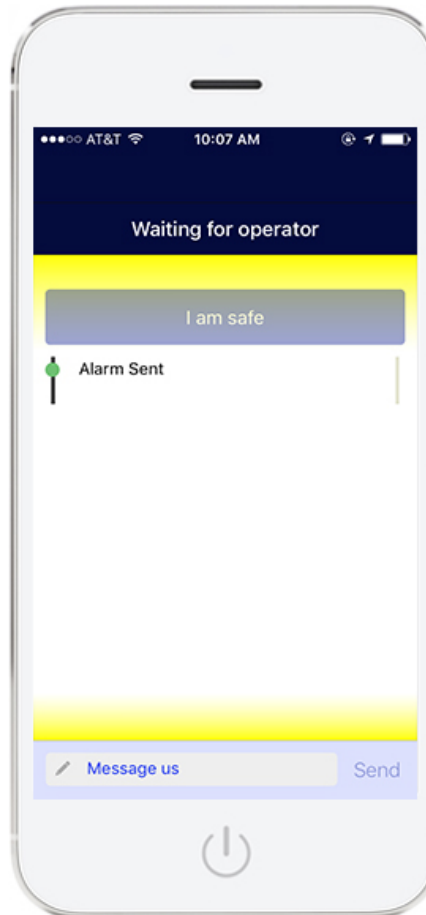 AT&T 10:07 AM
Waiting for operator
I am safe
Alarm Sent
Message us Send